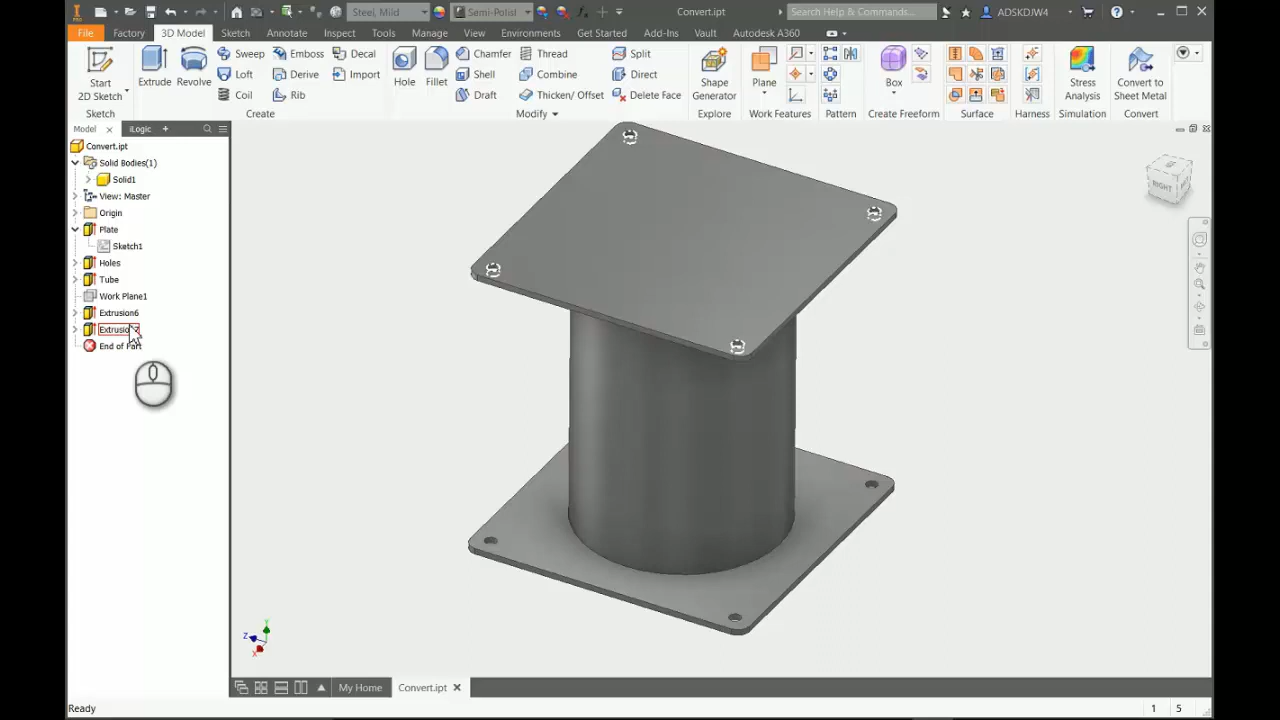 Steel, Mild
Semi-Polist
Convert.ipt
Search Help & Commands...
ADSKDJW4
PRO
File Factory 3D Model Sketch Annotate Inspect Tools Manage View Environments Get Started Add-Ins Vault Autodesk A360
Start
2D Sketch
Sketch
Extrude
Revolve
Sweep
Loft
Coil
Emboss
Derive
Rib
Decal
Import
Create
Hole
Fillet
Chamfer
Shell
Draft
Thread
Combine
Thicken/ Offset
Split
Direct
Delete Face
Modify
Shape
Generator
Explore
Plane
Work Features
Pattern
Box
Create Freeform
Surface
Harness
Stress
Analysis
Simulation
Convert to
Sheet Metal
Convert
Model
iLogic
Convert.ipt
Solid Bodies(1)
Solid1
View: Master
Origin
Plate
Sketch1
Holes
Tube
Work Plane1
Extrusion6
End of Part
RIGHT
Y
Z
X
My Home
Convert.ipt
Ready
1
5